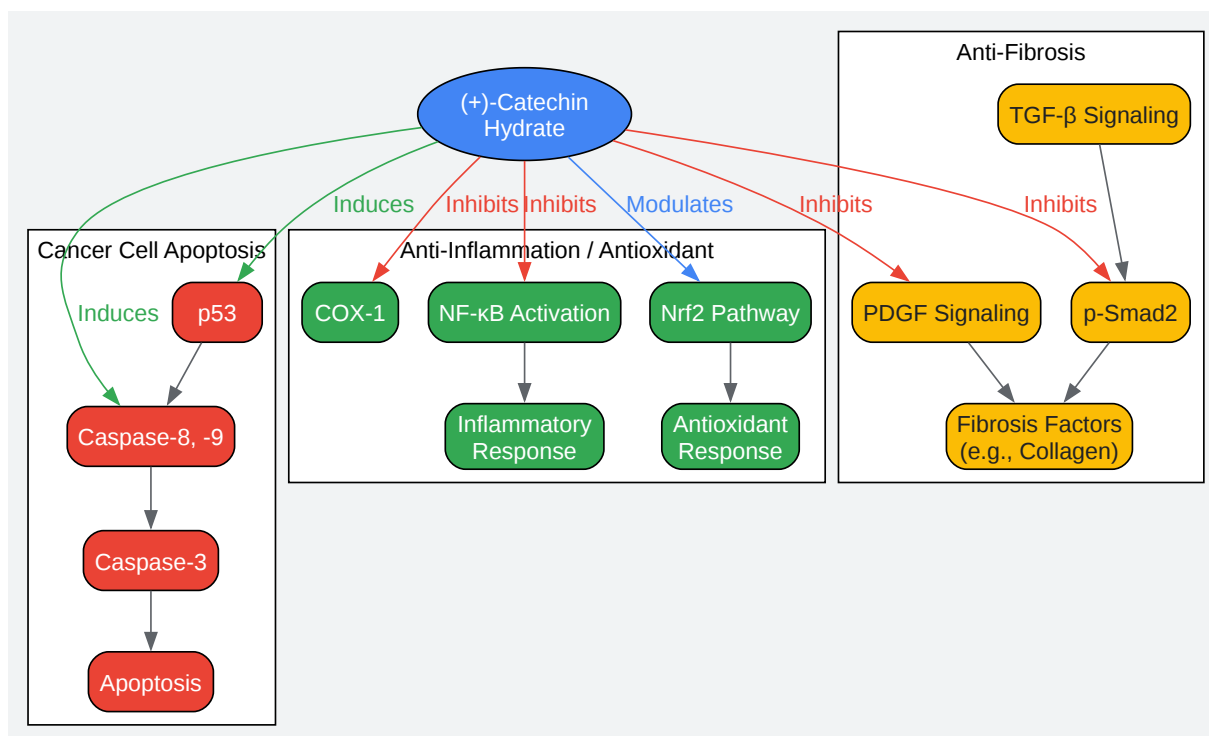 Anti-Fibrosis
(+)-Catechin
Hydrate
TGF-β Signaling
Induces
Inhibits
Inhibits
Modulates
Inhibits
Inhibits
Cancer Cell Apoptosis
Anti-Inflammation / Antioxidant
Induces
p53
COX-1
NF-κB Activation
Nrf2 Pathway
PDGF Signaling
p-Smad2
Caspase-8, -9
Inflammatory
Response
Antioxidant
Response
Fibrosis Factors
(e.g., Collagen)
Caspase-3
Apoptosis